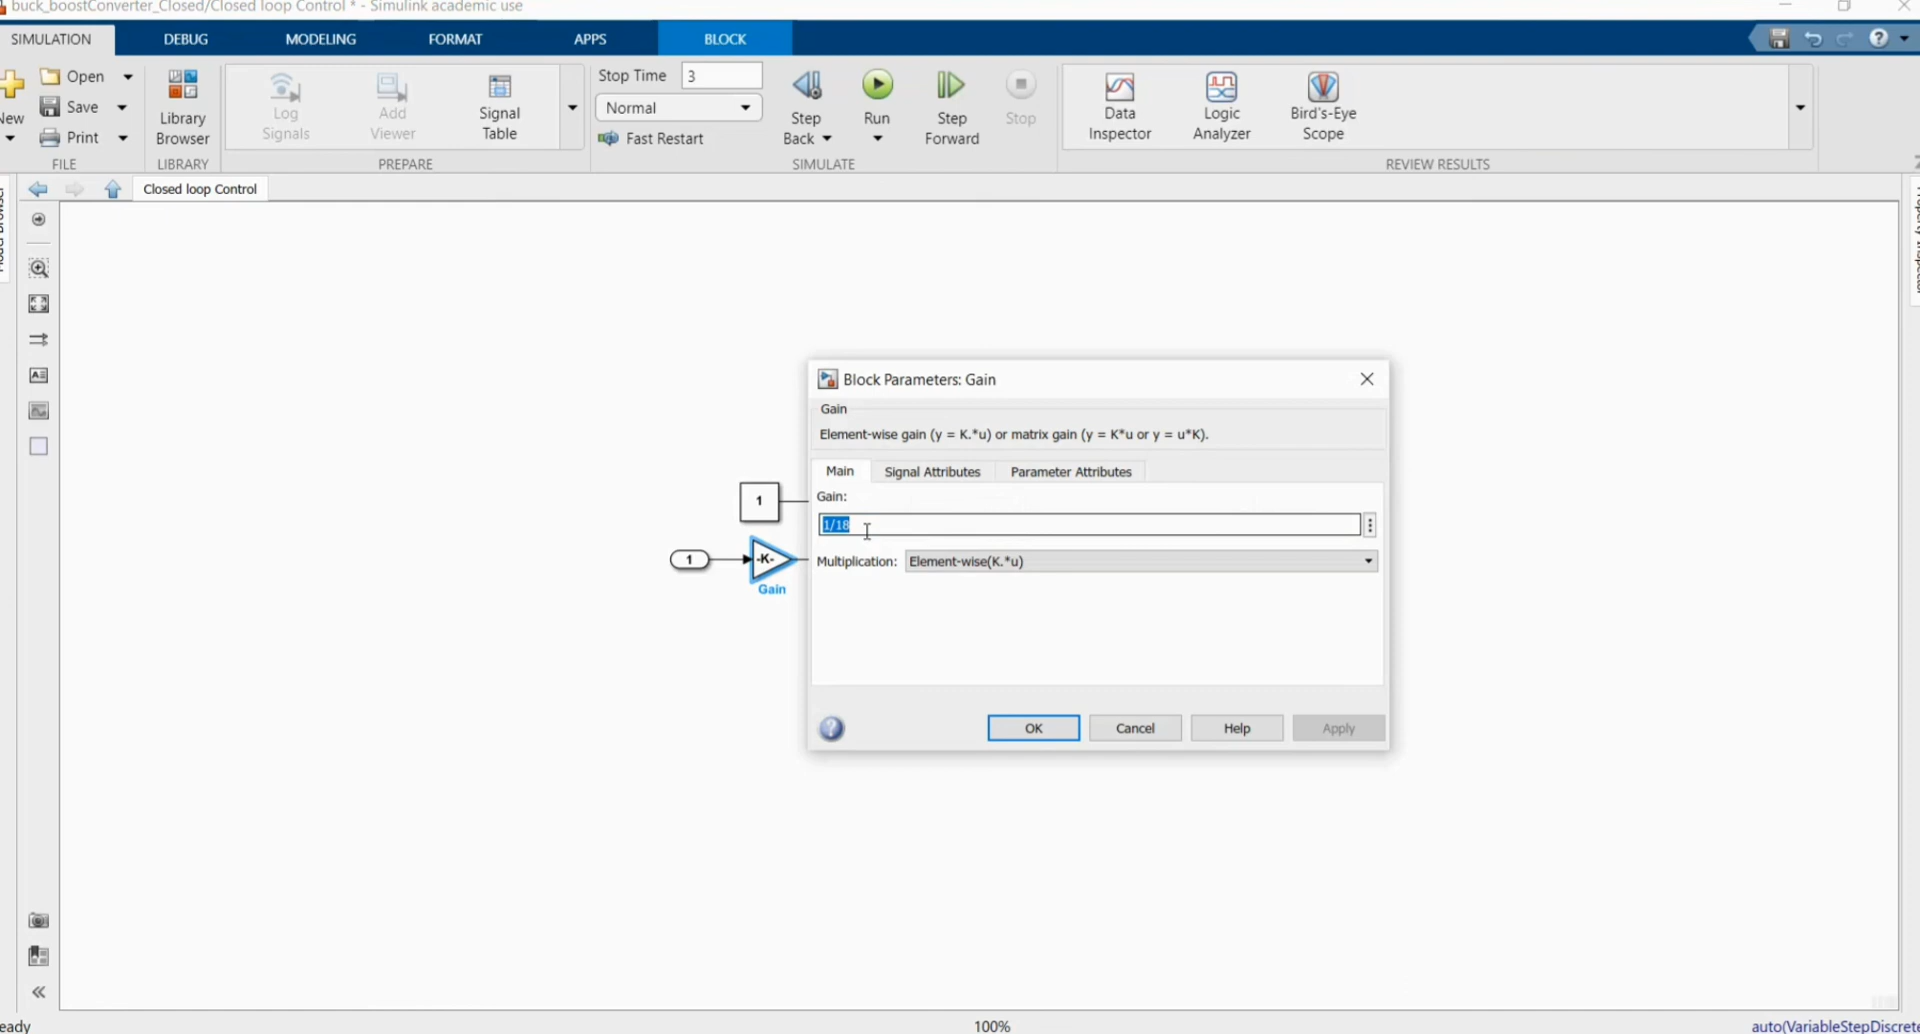 buck_boostConverter_Closed/Closed loop Control * - Simulink academic use
SIMULATION
DEBUG
MODELING
FORMAT
APPS
BLOCK
Open
Save
Print
FILE
Library
Browser
LIBRARY
Log
Signals
Add
Viewer
Signal
Table
PREPARE
Stop Time 3
Normal
Fast Restart
Step
Back
Run
Step
Forward
Stop
SIMULATE
Data
Inspector
Logic
Analyzer
Bird's-Eye
Scope
REVIEW RESULTS
Closed loop Control
Block Parameters: Gain
Gain
Element-wise gain (y = K.*u) or matrix gain (y = K*u or y = u*K).
Main
Signal Attributes
Parameter Attributes
Gain:
1/18
Multiplication: Element-wise(K.*u)
OK
Cancel
Help
Apply
1
1
-K-
Gain
100%
auto(VariableStepDiscrete